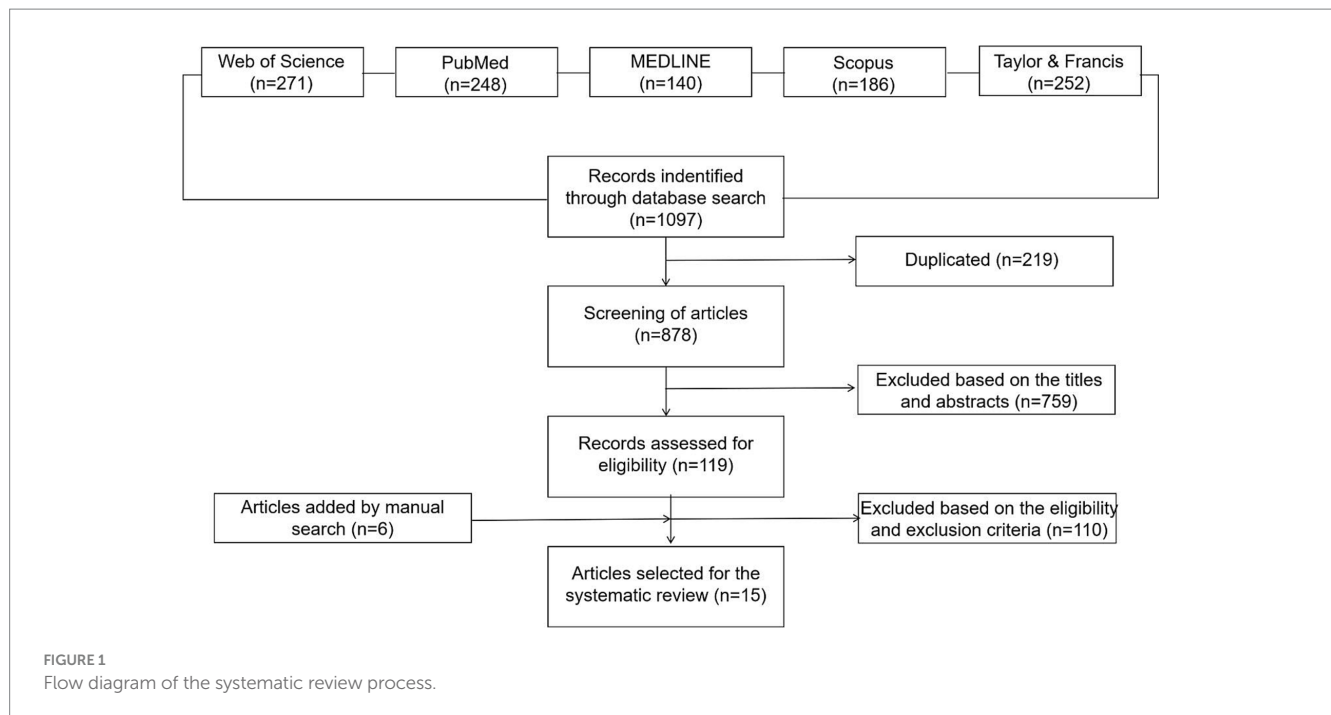 Web of Science
(n=271)
PubMed
(n=248)
MEDLINE
(n=140)
Scopus
(n=186)
Taylor & Francis
(n=252)
Records indentified
through database search
(n=1097)
Duplicated (n=219)
Screening of articles
(n=878)
Excluded based on the titles
and abstracts (n=759)
Records assessed for
eligibility (n=119)
Articles added by manual
search (n=6)
Excluded based on the eligibility
and exclusion criteria (n=110)
Articles selected for the
systematic review (n=15)
FIGURE 1
Flow diagram of the systematic review process.